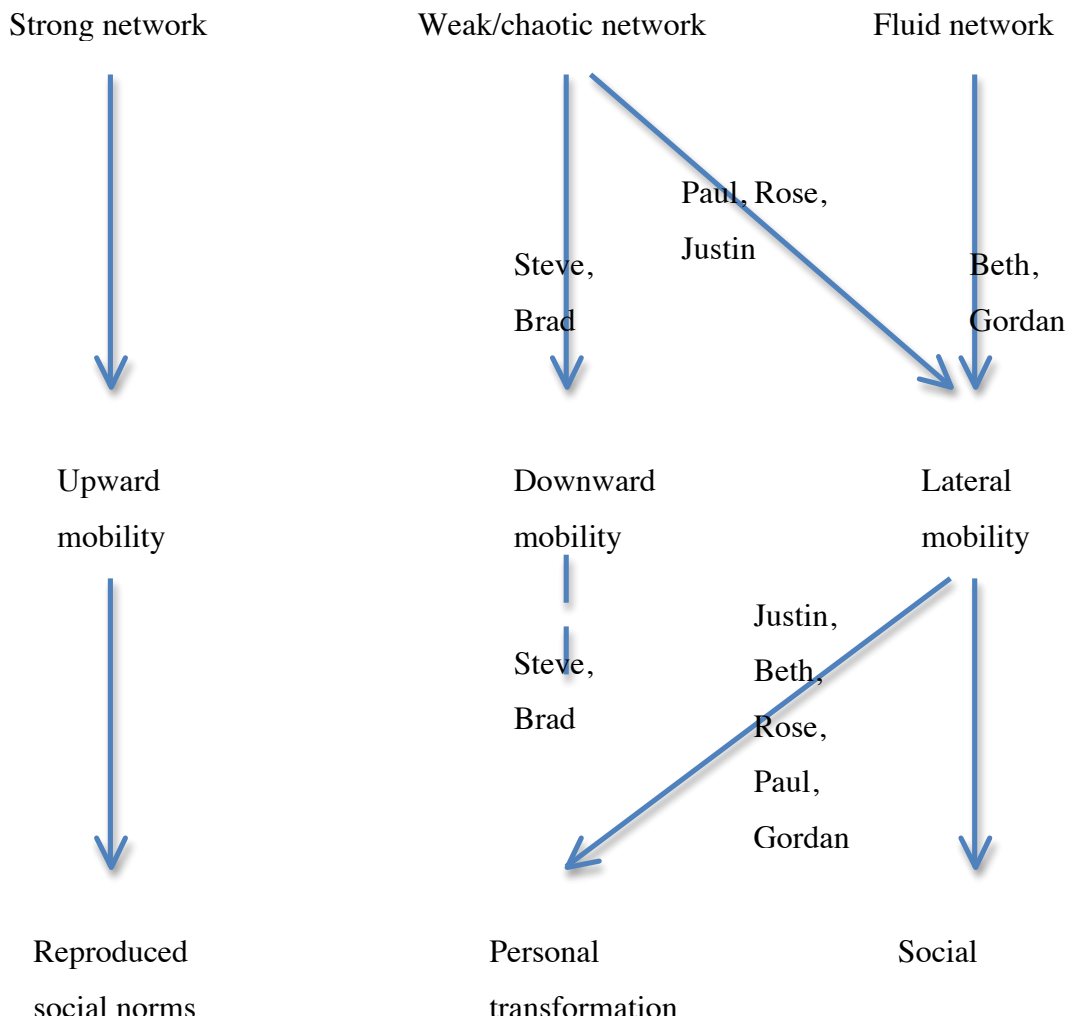 Strong network
Weak/chaotic network
Fluid network
Paul, Rose,
Justin
Steve,
Brad
Beth,
Gordan
Upward
mobility
Downward
mobility
Lateral
mobility
Justin,
Beth,
Rose,
Paul,
Gordan
Steve,
Brad
Reproduced
social norms
Personal
transformation
Social